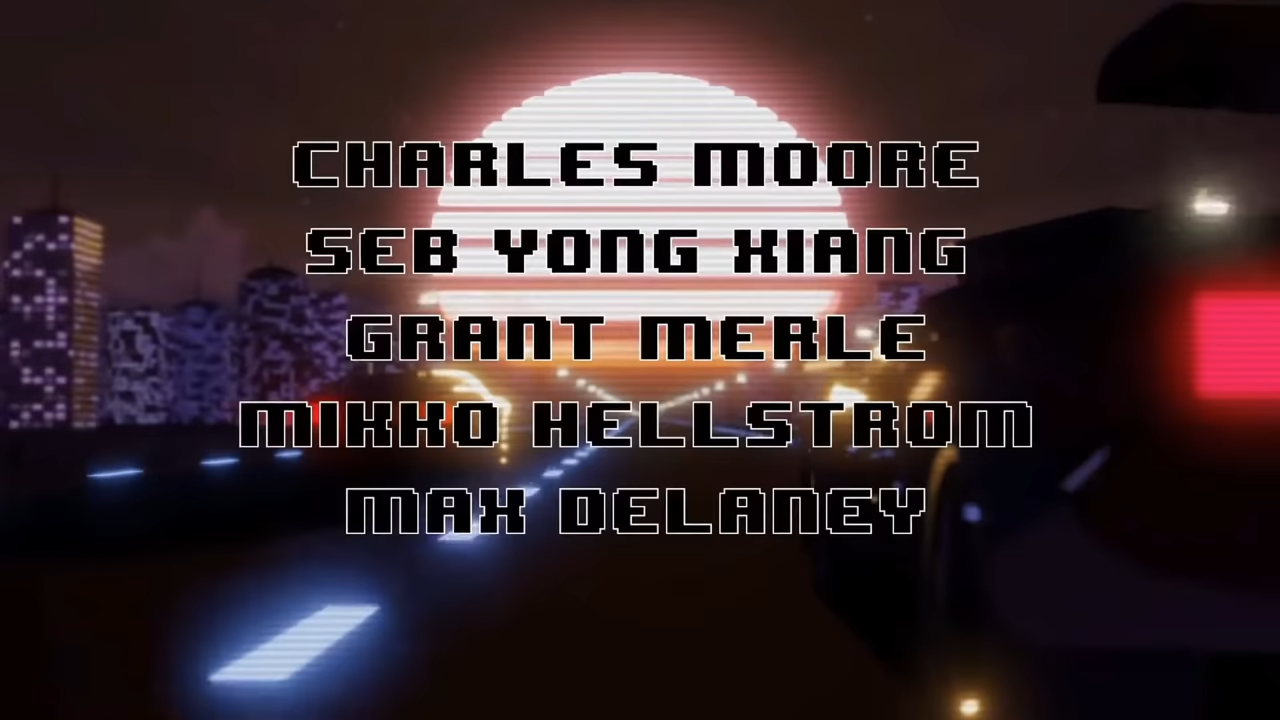 CHARLES MOORE
SEB YONG XIANG
GRANT MERLE
MIKKO HELLSTROM
MAX DELANEY